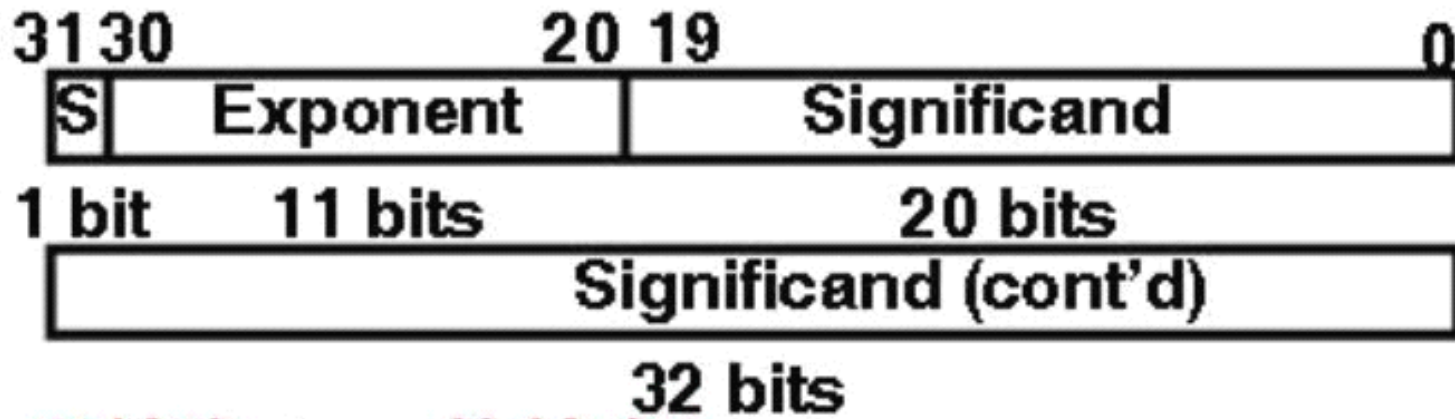 31 30 20 19 0
S Exponent Significand
1 bit 11 bits 20 bits
Significand (cont'd)
32 bits